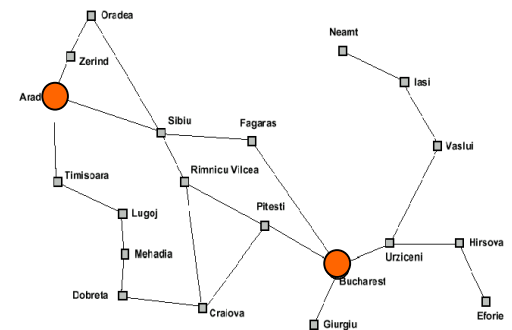 Oradea
Neamt
Zerind
Iasi
Arad
Sibiu
Fagaras
Vaslui
Timisoara
Rimnicu Vilcea
Lugoj
Pitesti
Mehadia
Hirsova
Urziceni
Bucharest
Dobreta
Craiova
Eforie
Giurgiu